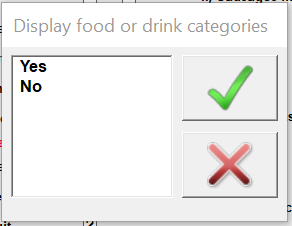 Display food or drink categories
Yes
No